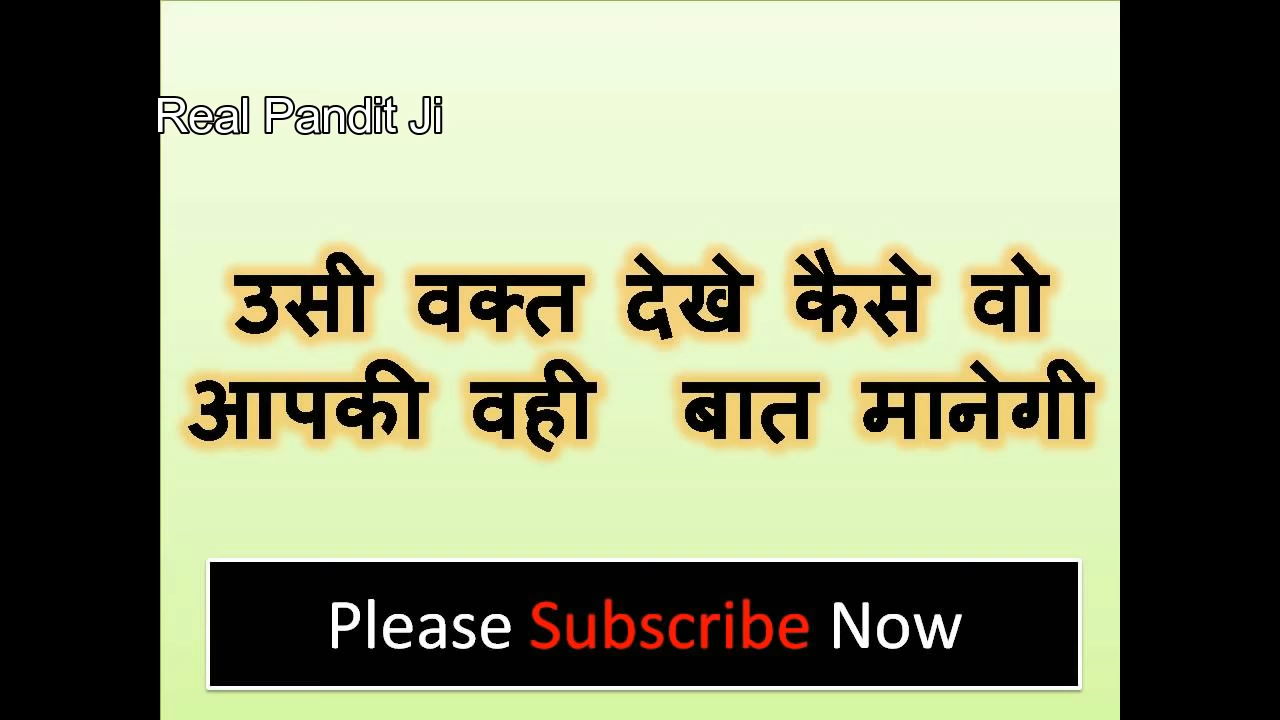 Real Pandit Ji
उसी वक्त देखे कैसे वो
आपकी वही बात मानेगी
Please Subscribe Now